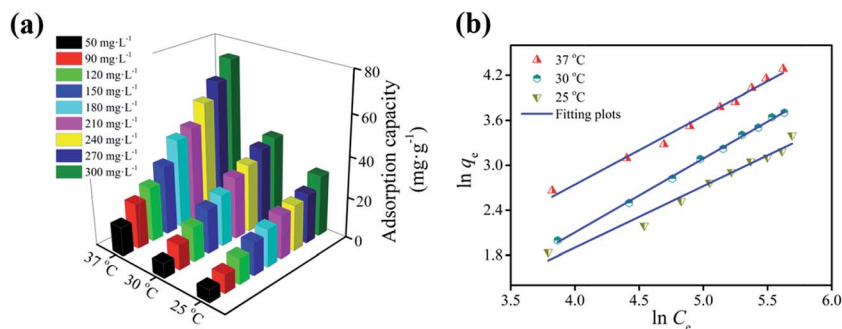 (a)
50 mg·L⁻¹
90 mg·L⁻¹
120 mg·L⁻¹
150 mg·L⁻¹
180 mg·L⁻¹
210 mg·L⁻¹
240 mg·L⁻¹
270 mg·L⁻¹
300 mg·L⁻¹
80
60
40
20
0
Adsorption capacity
(mg·g⁻¹)
37 °C
30 °C
25 °C
(b)
37 °C
30 °C
25 °C
Fitting plots
4.2
3.6
3.0
2.4
1.8
ln qₑ
3.5 4.0 4.5 5.0 5.5 6.0
ln Cₑ